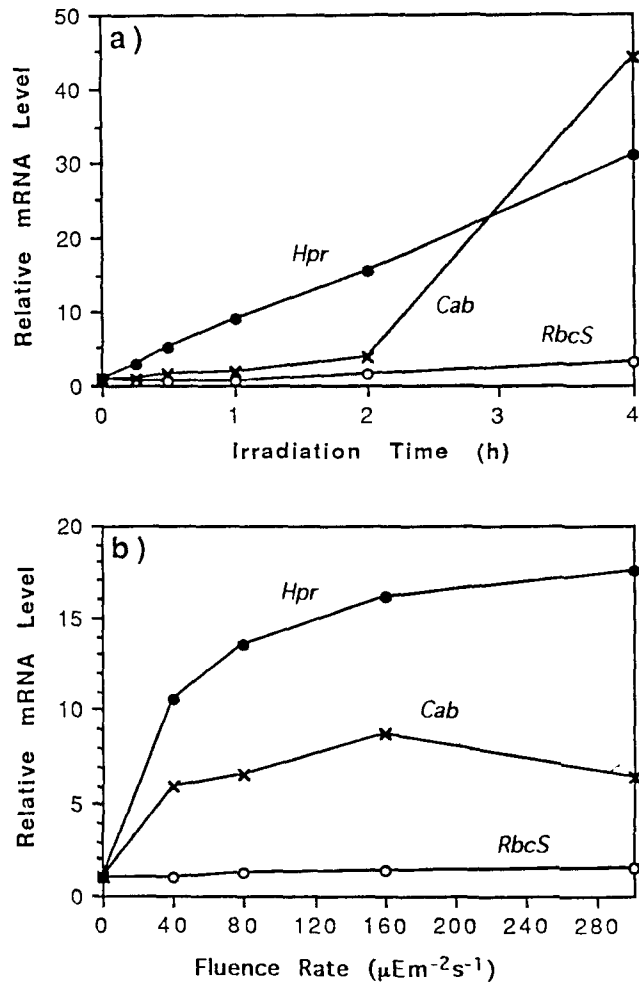 a)
50
40
30
20
10
0
Relative mRNA Level
Hpr
Cab
RbcS
0 1 2 3 4
Irradiation Time (h)
b)
20
15
10
5
0
Relative mRNA Level
Hpr
Cab
RbcS
0 40 80 120 160 200 240 280
Fluence Rate (μEm⁻²s⁻¹)